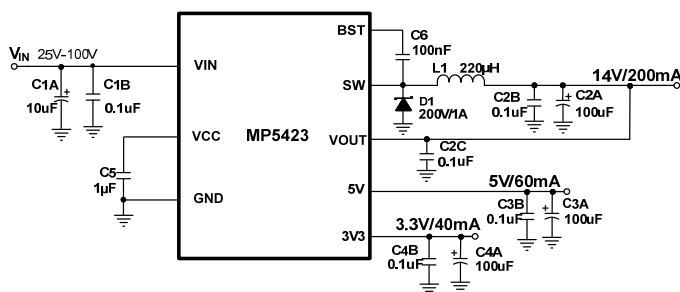 BST
C6
100nF
VIN 25V-100V
VIN
C1A
+
10uF
C1B
0.1uF
SW
L1 220μH
14V/200mA
D1
200V/1A
C2B
0.1uF
+
C2A
100uF
VCC
MP5423
VOUT
C2C
0.1uF
C5
1μF
GND
5V
5V/60mA
C3B
0.1uF
+
C3A
100uF
3V3
3.3V/40mA
C4B
0.1uF
+
C4A
100uF